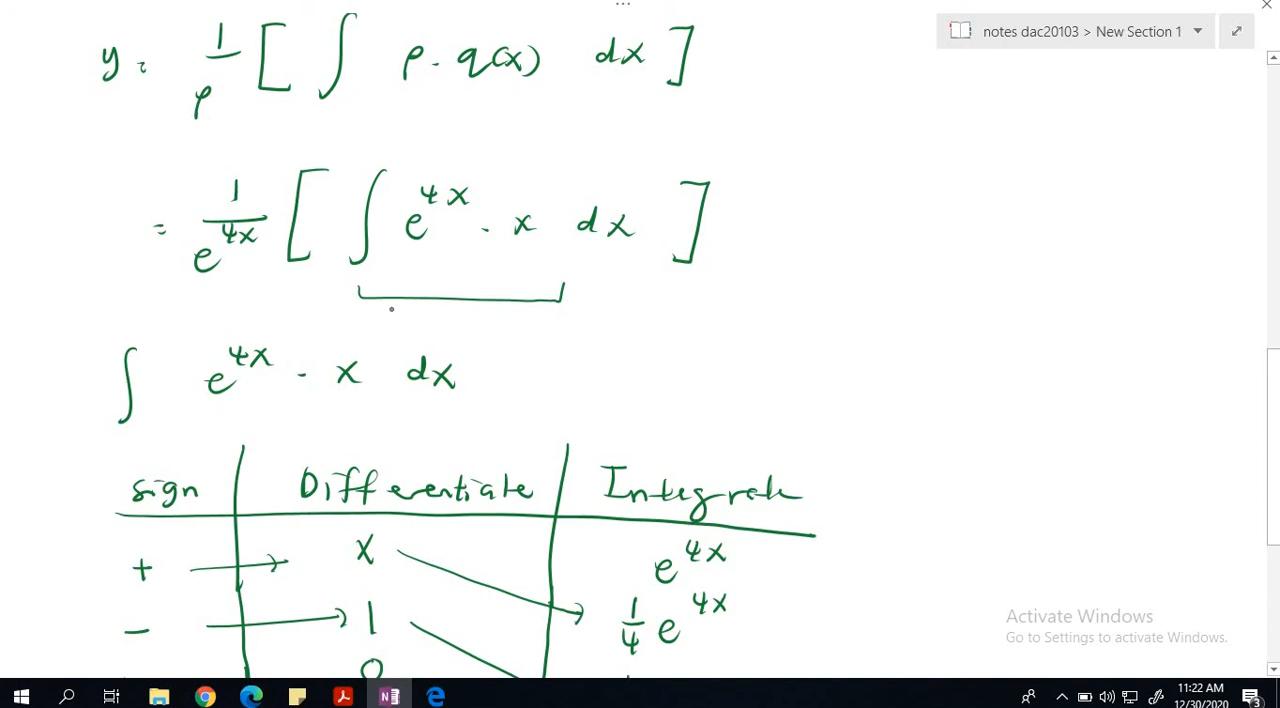 ...
notes dac20103 > New Section 1
y = 1/ρ [ ∫ ρ . q(x) dx ]
= 1/e^4x [ ∫ e^4x . x dx ]
∫ e^4x . x dx
sign Differentiate Integrate
+ x e^4x
- 1 1/4 e^4x
0
Activate Windows
Go to Settings to activate Windows.
11:22 AM
12/30/2020
3